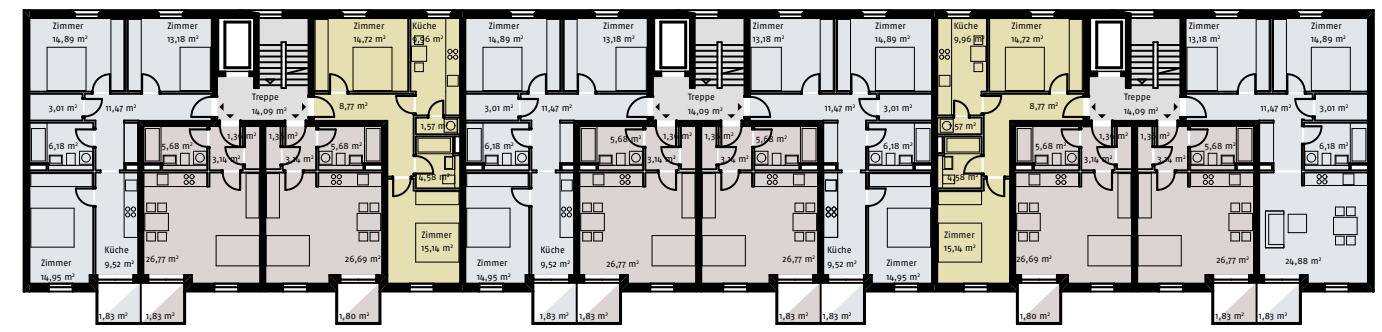 Zimmer
14,89 m²
Zimmer
13,18 m²
Zimmer
14,72 m²
Küche
9,96 m²
Zimmer
14,89 m²
Zimmer
13,18 m²
Zimmer
13,18 m²
Zimmer
14,89 m²
Küche
9,96 m²
Zimmer
14,72 m²
Zimmer
13,18 m²
Zimmer
14,89 m²
3,01 m²
11,47 m²
Treppe
14,09 m²
8,77 m²
1,57 m²
3,01 m²
11,47 m²
Treppe
14,09 m²
11,47 m²
3,01 m²
1,57 m²
8,77 m²
Treppe
14,09 m²
11,47 m²
3,01 m²
6,18 m²
5,68 m²
3,14 m²
3,14 m²
5,68 m²
4,58 m²
6,18 m²
5,68 m²
3,14 m²
3,14 m²
5,68 m²
6,18 m²
4,58 m²
5,68 m²
3,14 m²
3,14 m²
5,68 m²
6,18 m²
Zimmer
14,95 m²
Küche
9,52 m²
26,77 m²
26,69 m²
Zimmer
15,14 m²
Zimmer
14,95 m²
Küche
9,52 m²
26,77 m²
26,77 m²
Küche
9,52 m²
Zimmer
14,95 m²
Zimmer
15,14 m²
26,69 m²
26,77 m²
24,88 m²
1,83 m²
1,83 m²
1,80 m²
1,83 m²
1,83 m²
1,83 m²
1,83 m²
1,80 m²
1,83 m²
1,83 m²